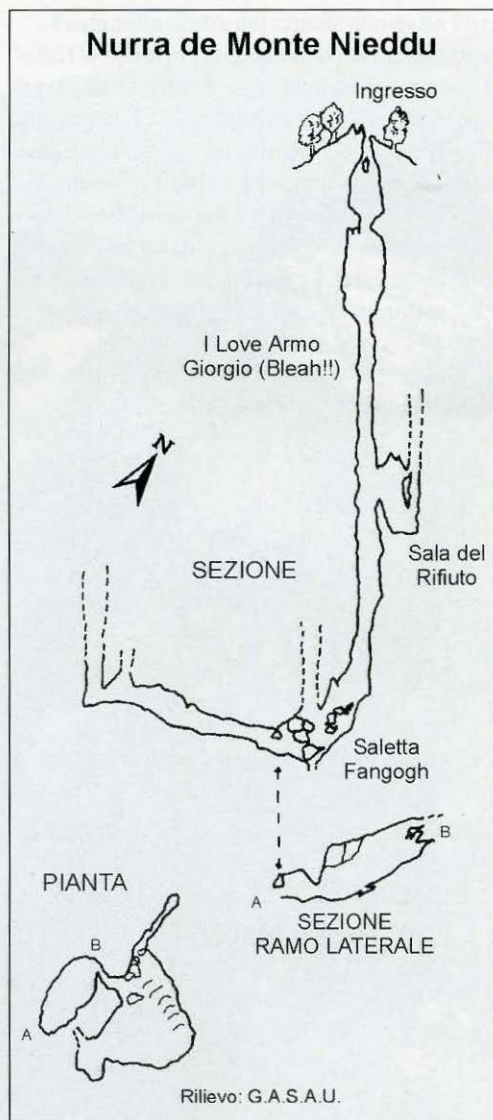 Nurra de Monte Nieddu
Ingresso
I Love Armo
Giorgio (Bleah!!)
N
Sala del
Rifiuto
SEZIONE
Saletta
Fangogh
B
A
SEZIONE
RAMO LATERALE
PIANTA
B
A
Rilievo: G.A.S.A.U.